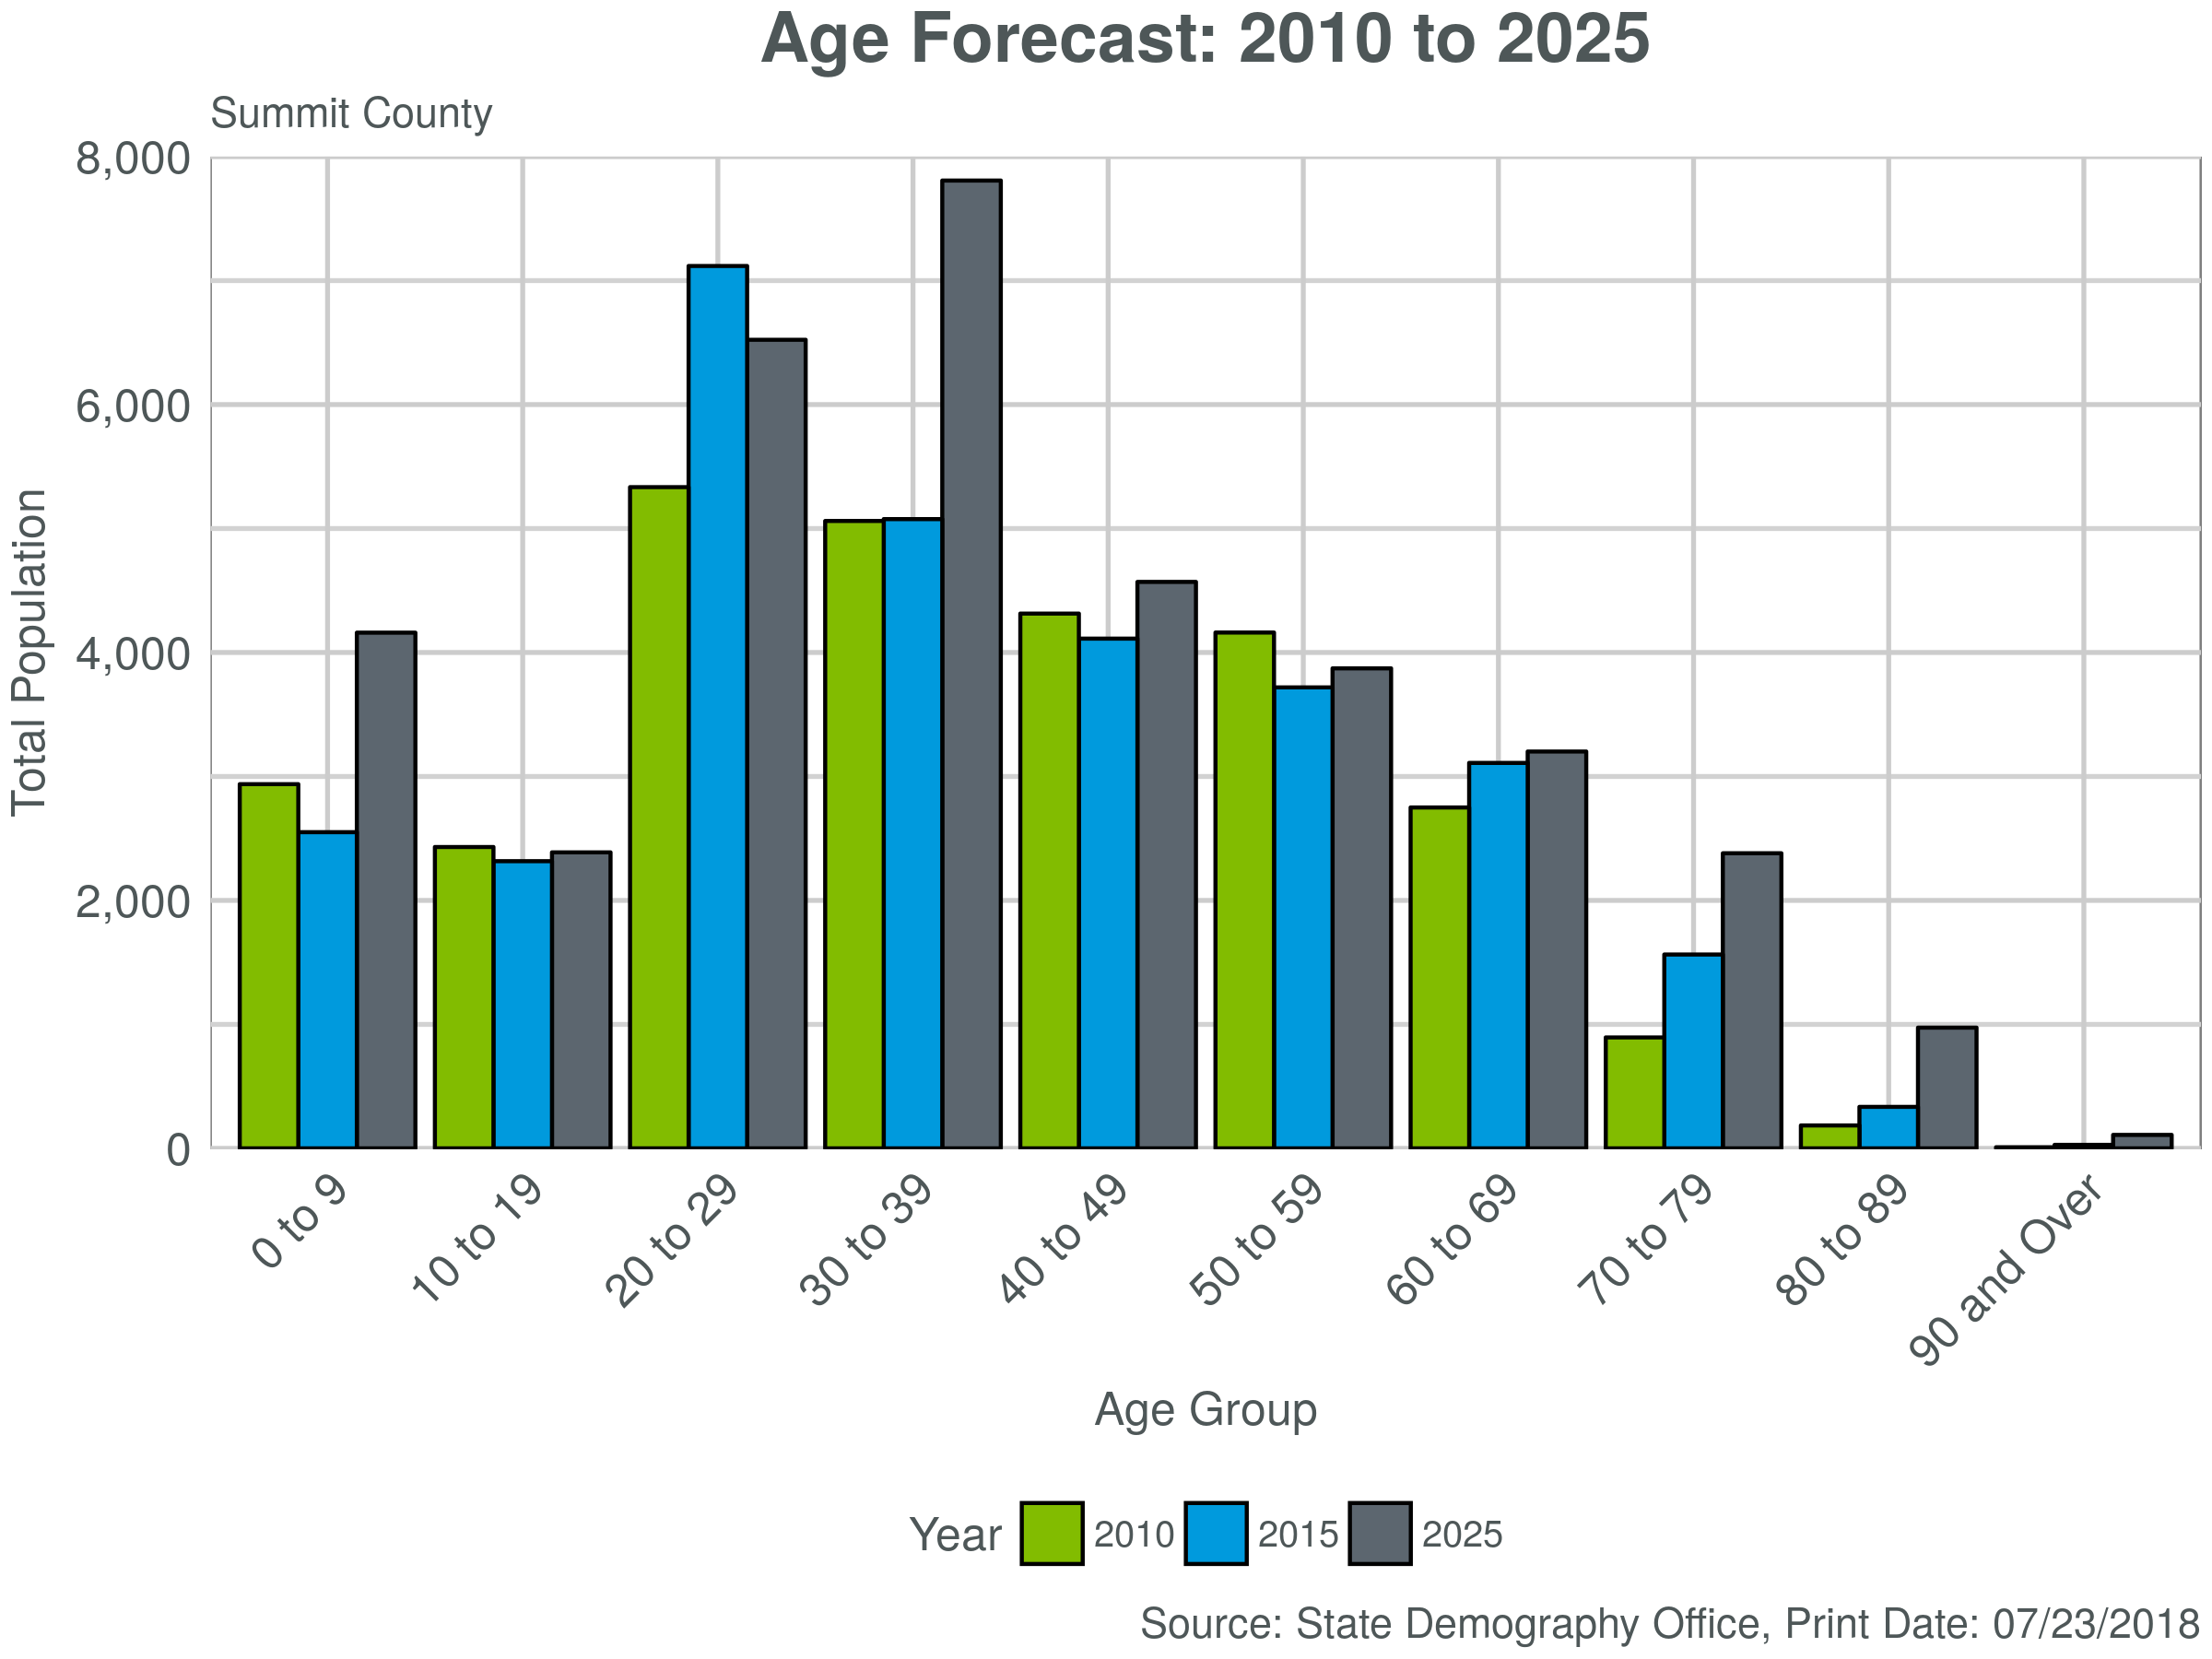 Age Forecast: 2010 to 2025
Summit County
8,000
6,000
4,000
2,000
0
Total Population
0 to 9
10 to 19
20 to 29
30 to 39
40 to 49
50 to 59
60 to 69
70 to 79
80 to 89
90 and Over
Age Group
Year 2010 2015 2025
Source: State Demography Office, Print Date: 07/23/2018